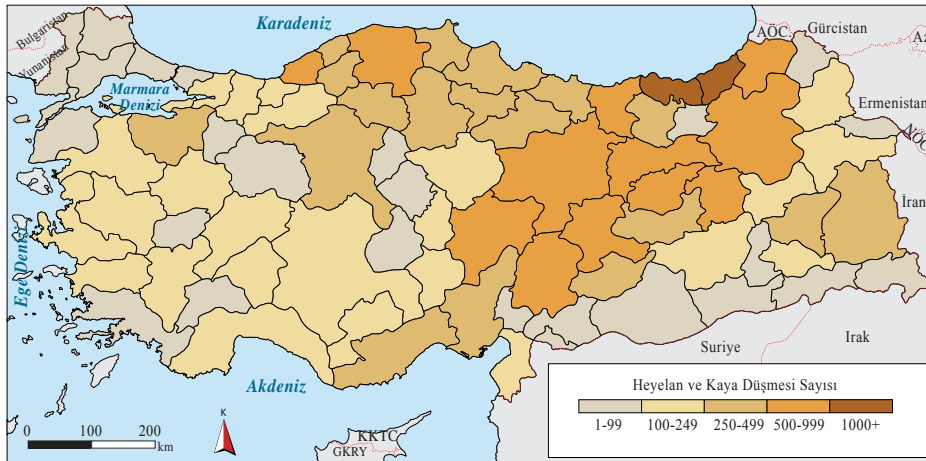 Bulgaristan
Yunanistan
Karadeniz
AÖC.
Gürcistan
Az
Marmara
Denizi
Ermenistan
NÖC
İran
Ege Denizi
Suriye
Irak
Akdeniz
Heyelan ve Kaya Düşmesi Sayısı
1-99 100-249 250-499 500-999 1000+
K
0 100 200
km
KKTC
GKRY